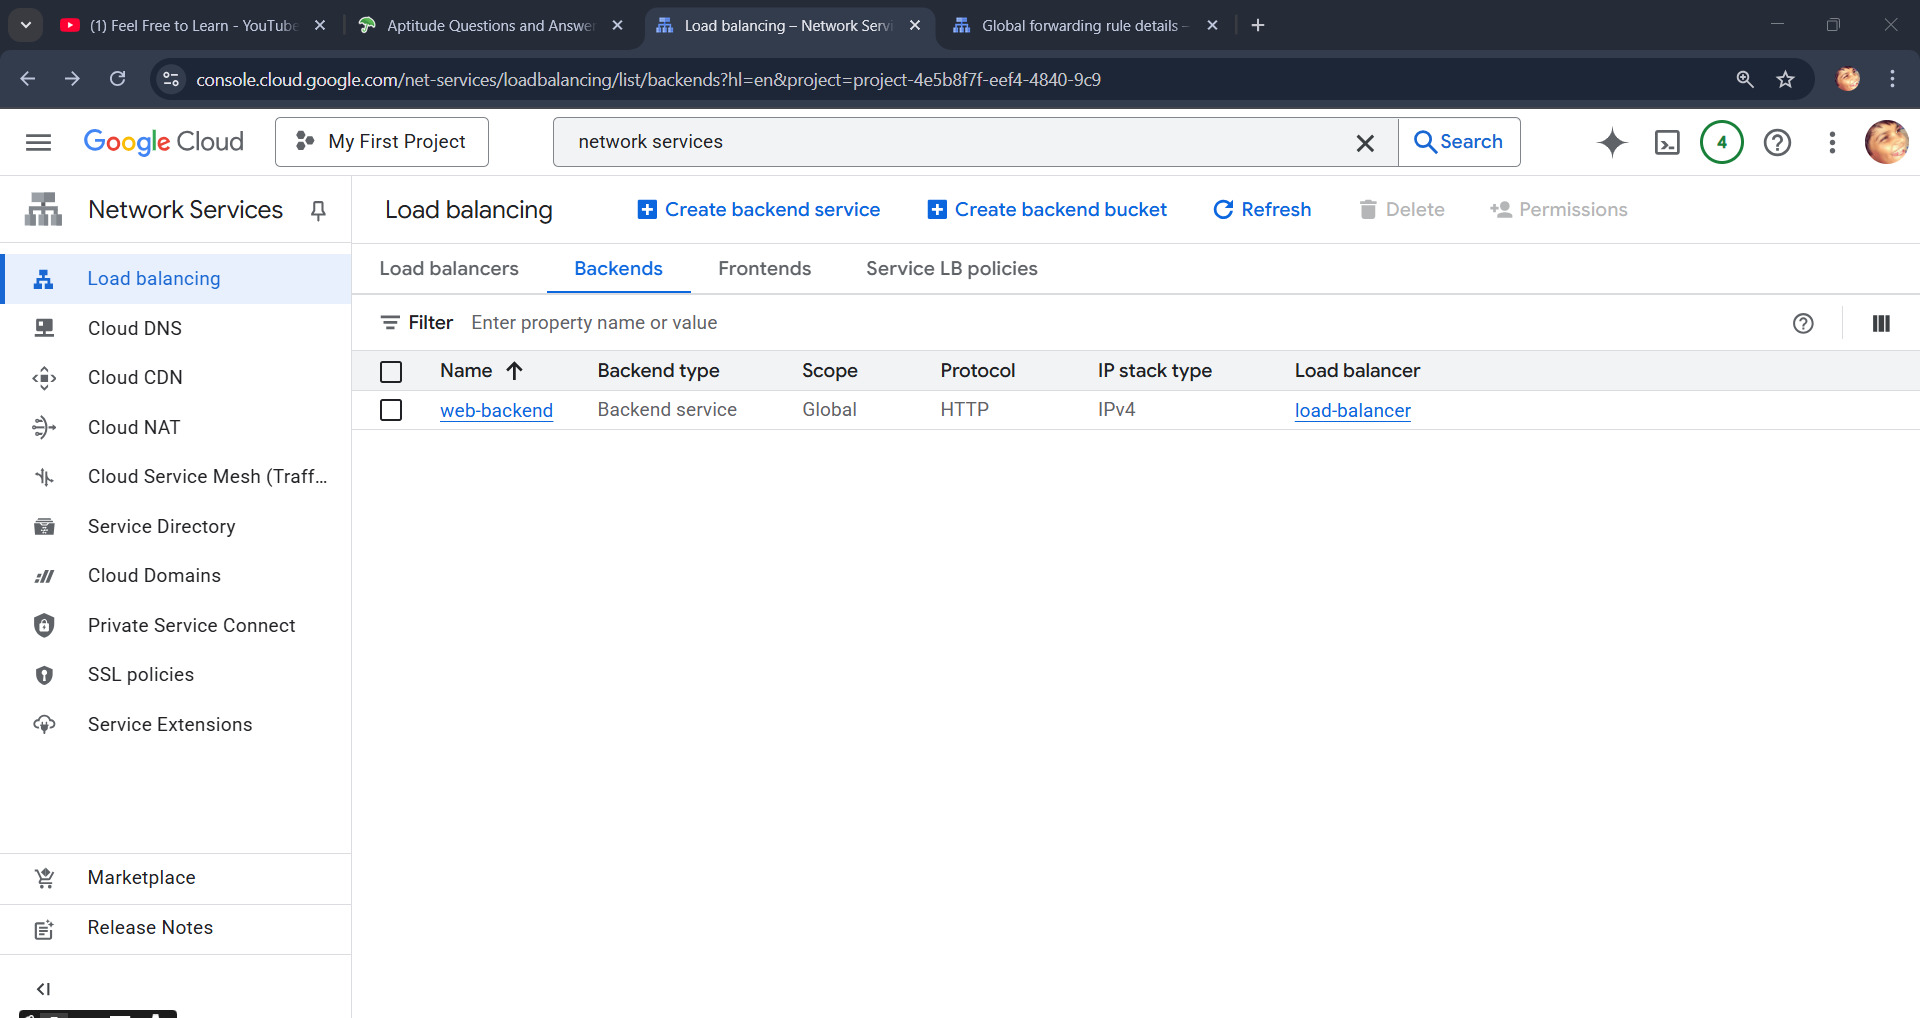 (1) Feel Free to Learn - YouTube
Aptitude Questions and Answer
Load balancing – Network Servi
Global forwarding rule details –
console.cloud.google.com/net-services/loadbalancing/list/backends?hl=en&project=project-4e5b8f7f-eef4-4840-9c9
Google Cloud
My First Project
network services
Search
4
Network Services
Load balancing
Create backend service
Create backend bucket
Refresh
Delete
Permissions
Load balancing
Cloud DNS
Cloud CDN
Cloud NAT
Cloud Service Mesh (Traff...
Service Directory
Cloud Domains
Private Service Connect
SSL policies
Service Extensions
Marketplace
Release Notes
Load balancers
Backends
Frontends
Service LB policies
Filter
Enter property name or value
Name Backend type Scope Protocol IP stack type Load balancer
web-backend Backend service Global HTTP IPv4 load-balancer